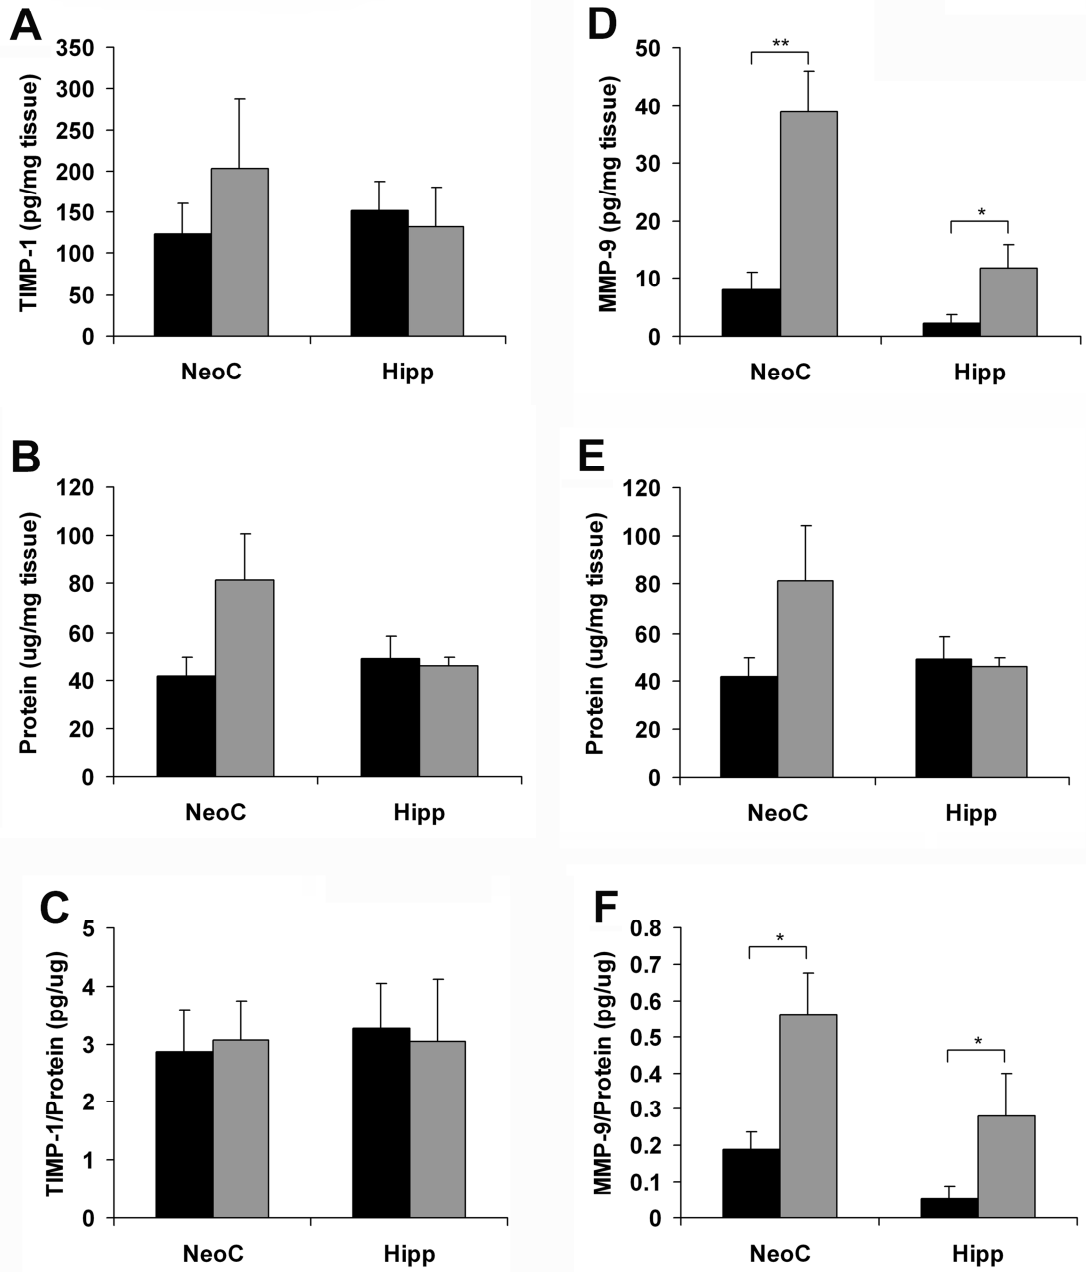 A
TIMP-1 (pg/mg tissue)
350
300
250
200
150
100
50
0
NeoC Hipp
D
MMP-9 (pg/mg tissue)
50
40
30
20
10
0
**
*
NeoC Hipp
B
Protein (ug/mg tissue)
120
100
80
60
40
20
0
NeoC Hipp
E
Protein (ug/mg tissue)
120
100
80
60
40
20
0
NeoC Hipp
C
TIMP-1/Protein (pg/ug)
5
4
3
2
1
0
NeoC Hipp
F
MMP-9/Protein (pg/ug)
0.8
0.7
0.6
0.5
0.4
0.3
0.2
0.1
0
*
*
NeoC Hipp